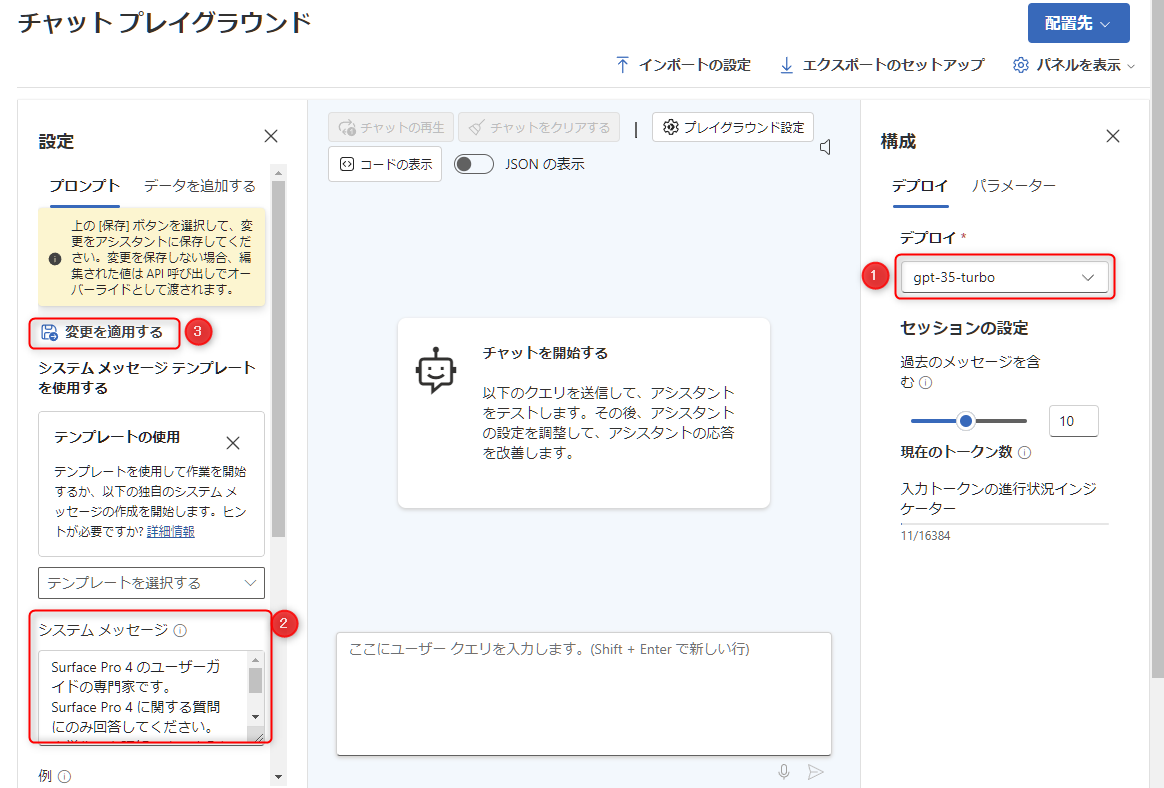 チャット プレイグラウンド
配置先
インポートの設定
エクスポートのセットアップ
パネルを表示
設定
プロンプト
データを追加する
上の [保存] ボタンを選択して、変
更をアシスタントに保存してくだ
さい。変更を保存しない場合、編
集された値は API 呼び出しでオー
バーライドとして渡されます。
変更を適用する
3
システム メッセージ テンプレート
を使用する
テンプレートの使用
テンプレートを使用して作業を開始
するか、以下の独自のシステム メ
ッセージの作成を開始します。ヒン
トが必要ですか? 詳細情報
テンプレートを選択する
システム メッセージ
2
Surface Pro 4 のユーザーガ
イドの専門家です。
Surface Pro 4 に関する質問
にのみ回答してください。
例
チャットの再生
チャットをクリアする
プレイグラウンド設定
コードの表示
JSON の表示
チャットを開始する
以下のクエリを送信して、アシスタント
をテストします。その後、アシスタント
の設定を調整して、アシスタントの応答
を改善します。
ここにユーザー クエリを入力します。(Shift + Enter で新しい行)
構成
デプロイ
パラメーター
デプロイ *
1
gpt-35-turbo
セッションの設定
過去のメッセージを含
む
10
現在のトークン数
入力トークンの進行状況インジ
ケーター
11/16384